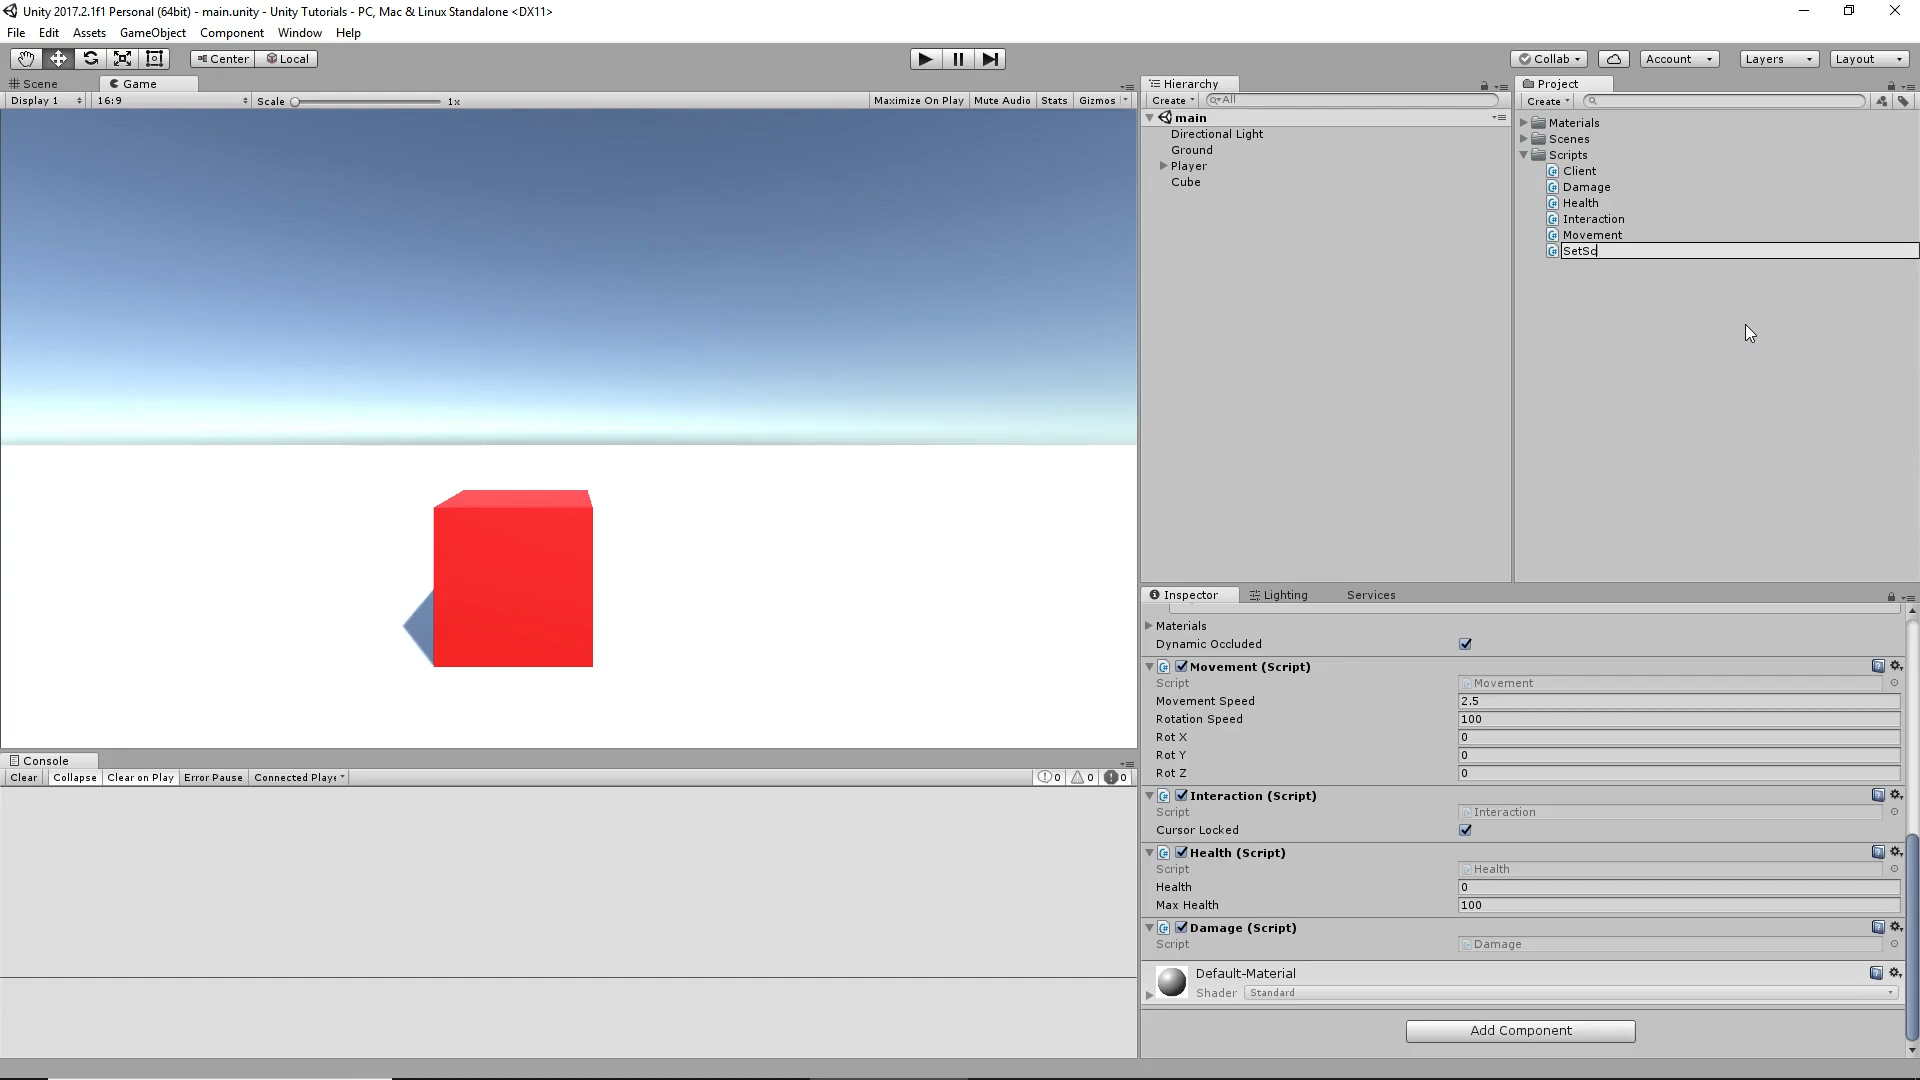 Unity 2017.2.1f1 Personal (64bit) - main.unity - Unity Tutorials - PC, Mac & Linux Standalone <DX11>
File Edit Assets GameObject Component Window Help
Center Local Collab Account Layers Layout
Scene Game
Display 1 16:9 Scale 1x Maximize On Play Mute Audio Stats Gizmos
Hierarchy
Create All
main
Directional Light
Ground
Player
Cube
Project
Create
Materials
Scenes
Scripts
Client
Damage
Health
Interaction
Movement
SetSc
Console
Clear Collapse Clear on Play Error Pause Connected Playe 0 0 0
Inspector Lighting Services
Materials
Dynamic Occluded
Movement (Script)
Script Movement
Movement Speed 2.5
Rotation Speed 100
Rot X 0
Rot Y 0
Rot Z 0
Interaction (Script)
Script Interaction
Cursor Locked
Health (Script)
Script Health
Health 0
Max Health 100
Damage (Script)
Script Damage
Default-Material
Shader Standard
Add Component